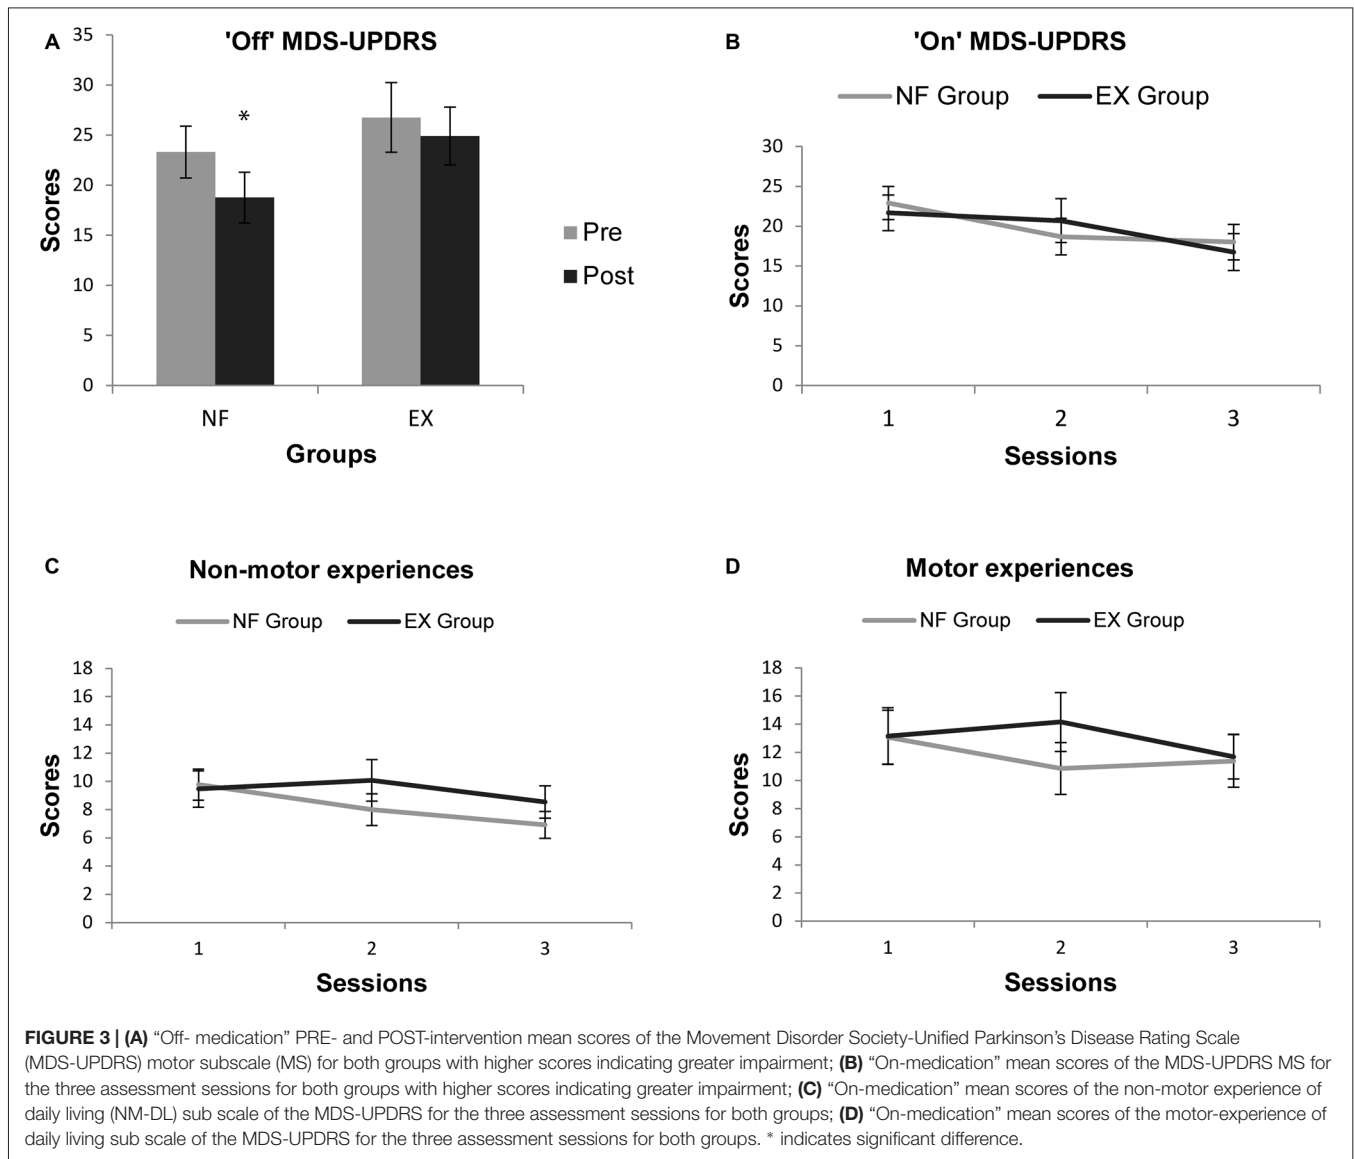 A
'Off' MDS-UPDRS
35
30
25
20
15
10
5
0
Scores
*
NF
EX
Groups
Pre
Post
B
'On' MDS-UPDRS
NF Group
EX Group
30
25
20
15
10
5
0
Scores
1
2
3
Sessions
C
Non-motor experiences
NF Group
EX Group
18
16
14
12
10
8
6
4
2
0
Scores
1
2
3
Sessions
D
Motor experiences
NF Group
EX Group
18
16
14
12
10
8
6
4
2
0
Scores
1
2
3
Sessions
FIGURE 3 | (A) “Off- medication” PRE- and POST-intervention mean scores of the Movement Disorder Society-Unified Parkinson’s Disease Rating Scale
(MDS-UPDRS) motor subscale (MS) for both groups with higher scores indicating greater impairment; (B) “On-medication” mean scores of the MDS-UPDRS MS for
the three assessment sessions for both groups with higher scores indicating greater impairment; (C) “On-medication” mean scores of the non-motor experience of
daily living (NM-DL) sub scale of the MDS-UPDRS for the three assessment sessions for both groups; (D) “On-medication” mean scores of the motor-experience of
daily living sub scale of the MDS-UPDRS for the three assessment sessions for both groups. * indicates significant difference.